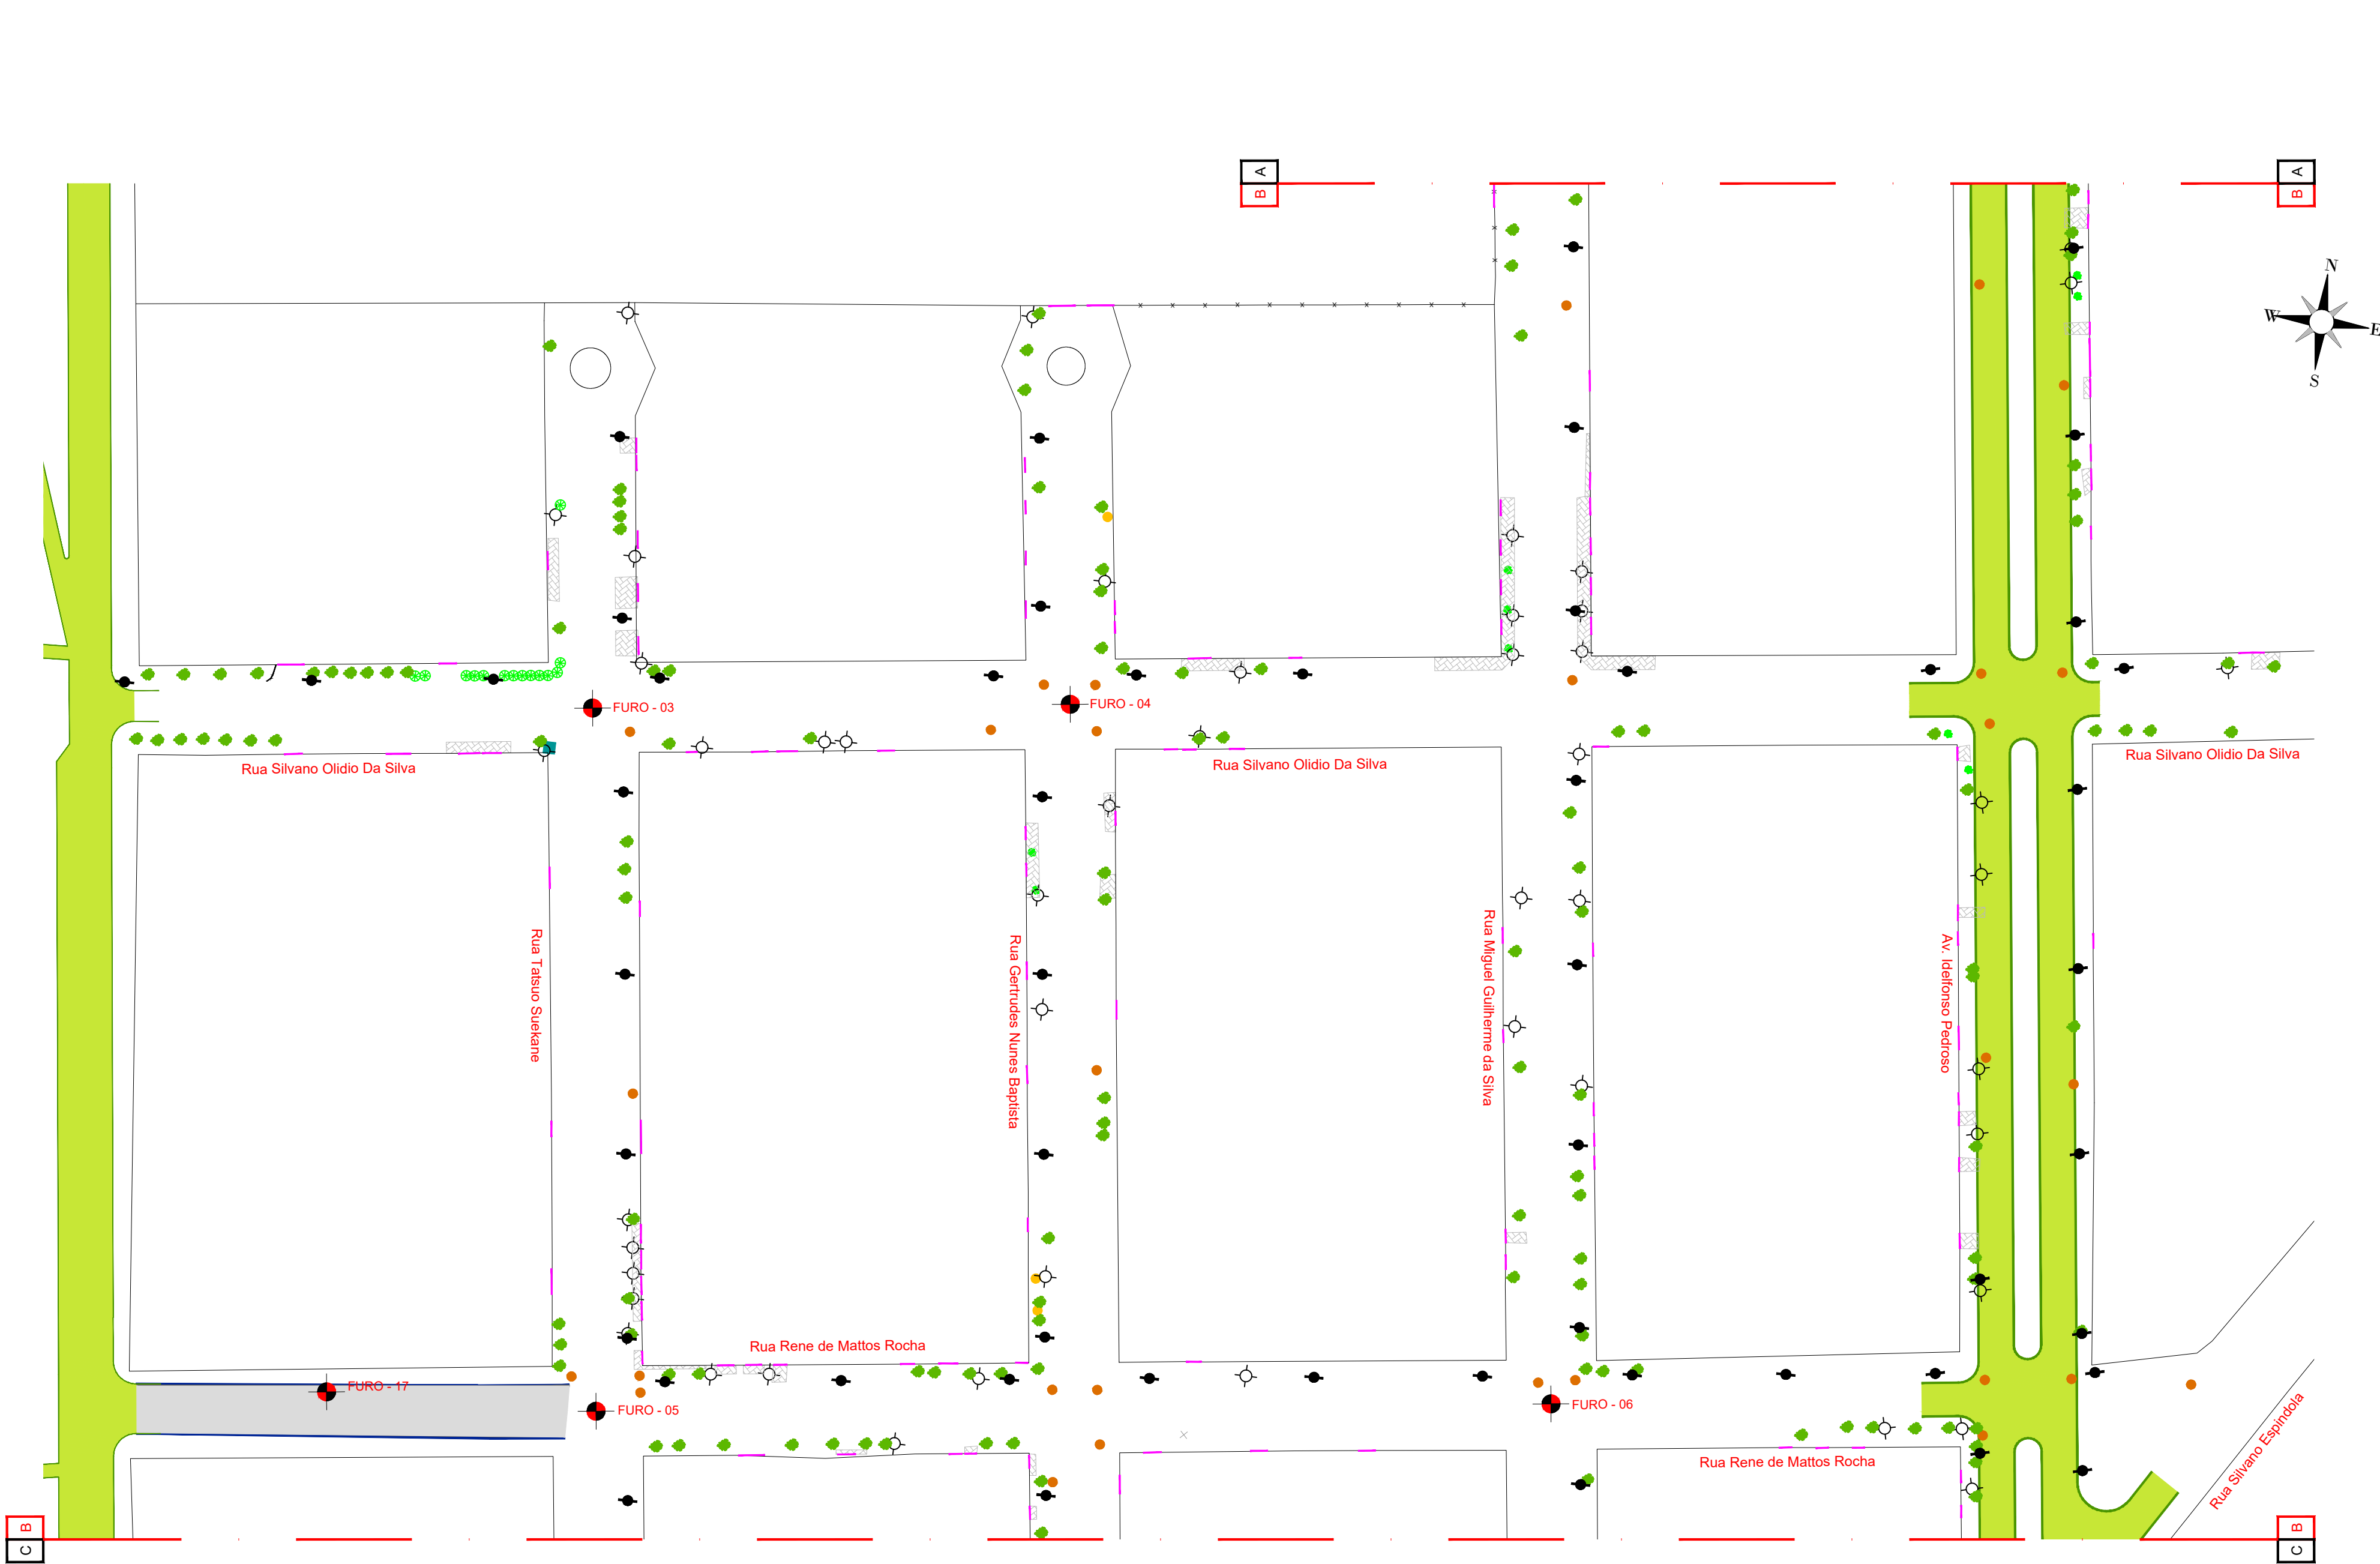 A
B
A
B
N
W
E
S
FURO - 03
FURO - 04
Rua Silvano Olidio Da Silva
Rua Silvano Olidio Da Silva
Rua Silvano Olidio Da Silva
Rua Tatsuo Suekane
Rua Gertrudes Nunes Baptista
Rua Miguel Guilherme da Silva
Av. Idelfonso Pedroso
Rua Rene de Mattos Rocha
FURO - 17
FURO - 05
FURO - 06
Rua Rene de Mattos Rocha
Rua Silvano Espindola
B
C
B
C